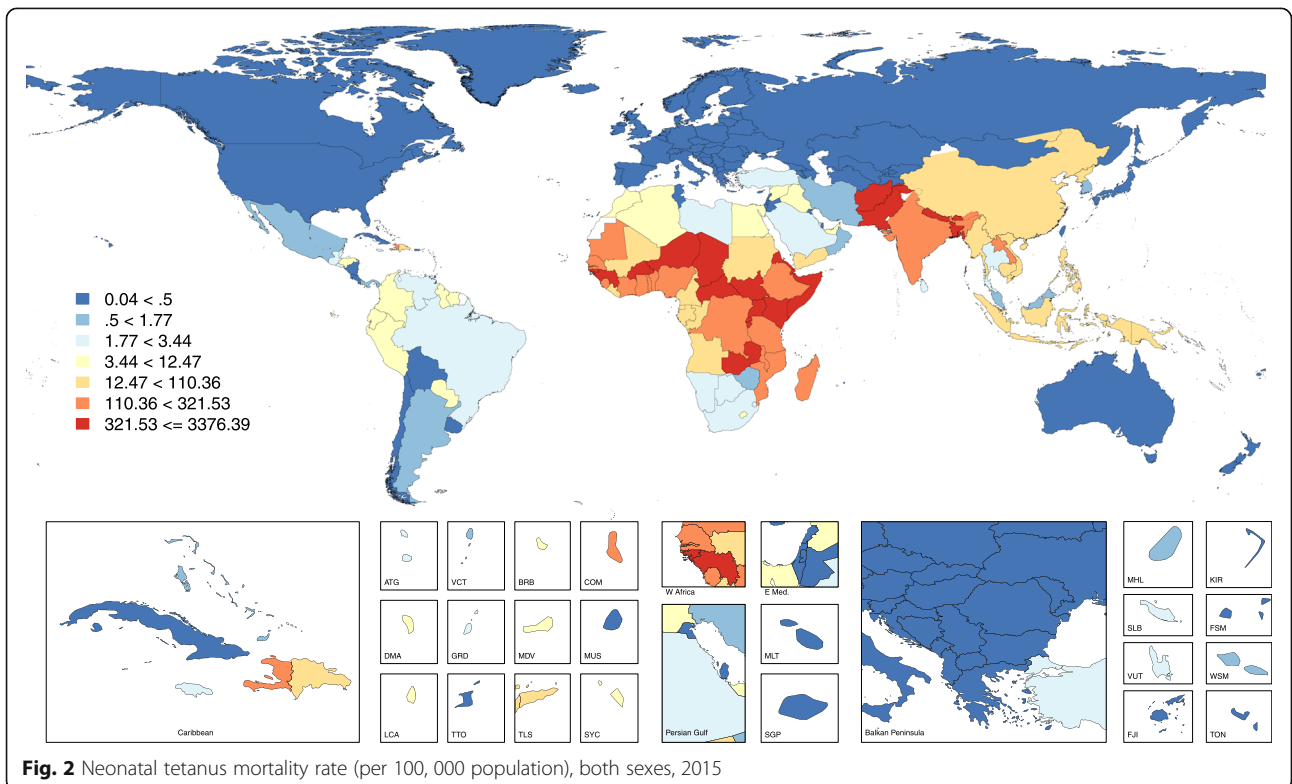 0.04 < .5
.5 < 1.77
1.77 < 3.44
3.44 < 12.47
12.47 < 110.36
110.36 < 321.53
321.53 <= 3376.39
Caribbean
ATG
VCT
BRB
COM
DMA
GRD
MDV
MUS
LCA
TTO
TLS
SYC
W Africa
E Med.
Persian Gulf
MLT
SGP
Balkan Peninsula
MHL
KIR
SLB
FSM
VUT
WSM
FJI
TON
Fig. 2 Neonatal tetanus mortality rate (per 100, 000 population), both sexes, 2015